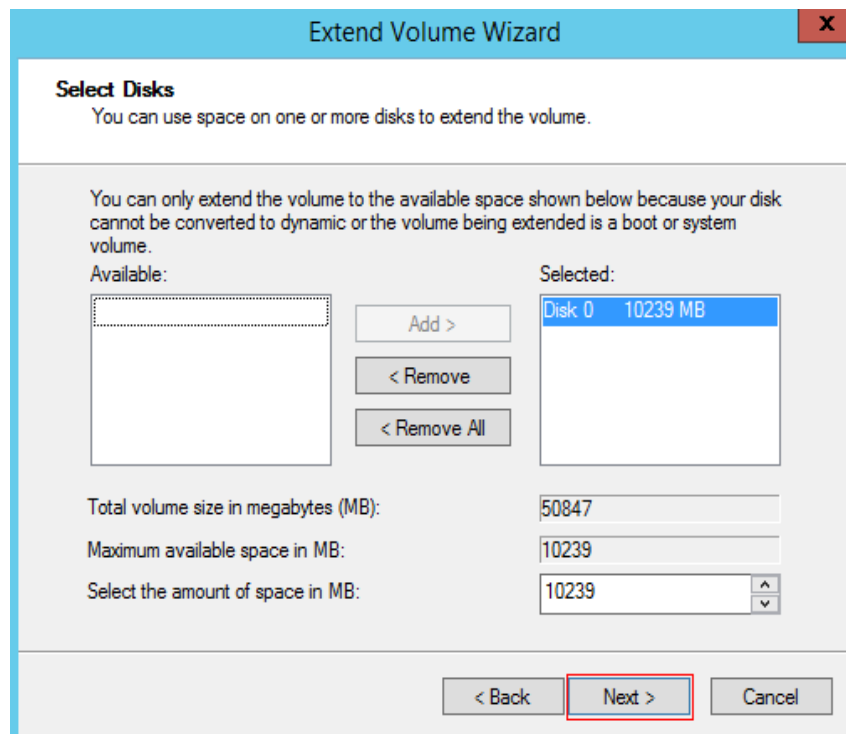 Extend Volume Wizard
x
Select Disks
You can use space on one or more disks to extend the volume.
You can only extend the volume to the available space shown below because your disk
cannot be converted to dynamic or the volume being extended is a boot or system
volume.
Available:
Selected:
Disk 0 10239 MB
Add >
< Remove
< Remove All
Total volume size in megabytes (MB): 50847
Maximum available space in MB: 10239
Select the amount of space in MB: 10239
< Back Next > Cancel